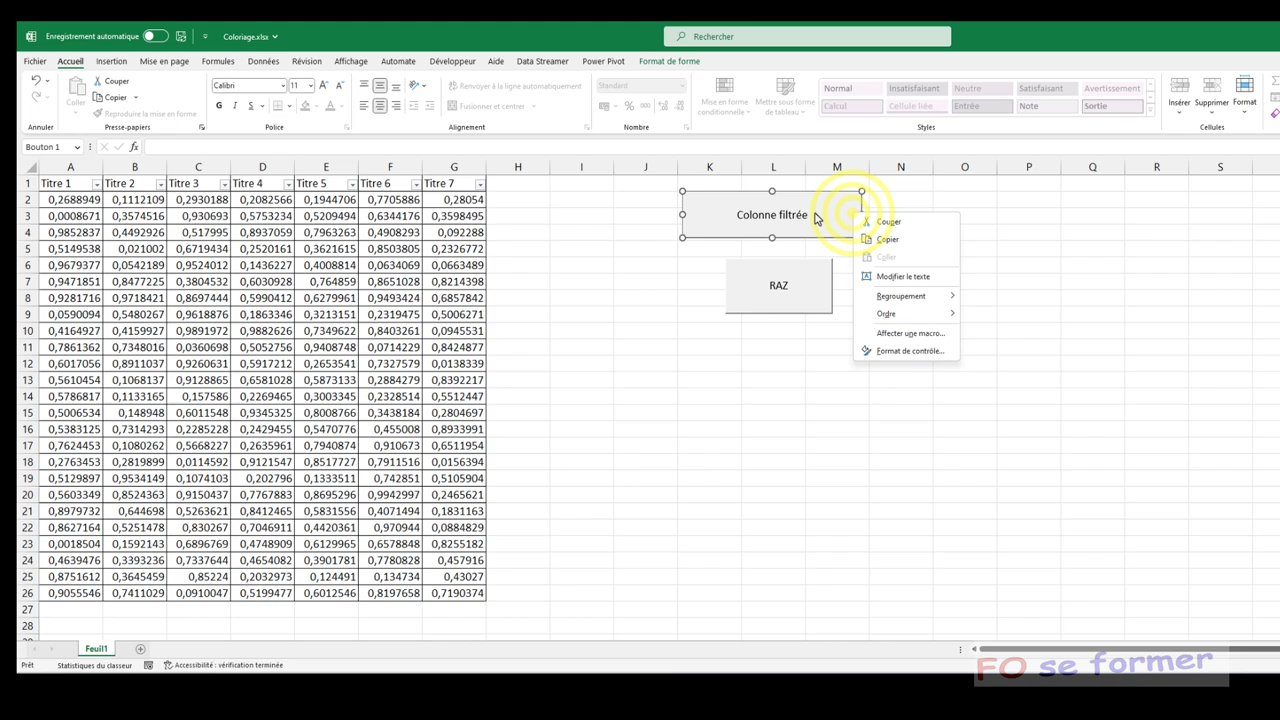 Enregistrement automatique Coloriage.xlsx Rechercher
Fichier Accueil Insertion Mise en page Formules Données Révision Affichage Automate Développeur Aide Data Streamer Power Pivot Format de forme
Coller Couper Calibri 11 Renvoyer à la ligne automatiquement Standard Mise en forme conditionnelle Mettre sous forme de tableau Normal Insatisfaisant Neutre Satisfaisant Avertissement Insérer Supprimer Format
Copier G I S Fusionner et centrer Calcul Cellule liée Entrée Note Sortie
Reproduire la mise en forme
Annuler Presse-papiers Police Alignement Nombre Styles Cellules
Bouton 1 fx
A B C D E F G H I J K L M N O P Q R S
1 Titre 1 Titre 2 Titre 3 Titre 4 Titre 5 Titre 6 Titre 7
2 0,2688949 0,1112109 0,2930188 0,2082566 0,1944706 0,7705886 0,28054
3 0,0008671 0,3574516 0,930693 0,5753234 0,5209494 0,6344176 0,3598495
4 0,9852837 0,4492926 0,517995 0,8937059 0,7963263 0,4908293 0,092288
5 0,5149538 0,021002 0,6719434 0,2520161 0,3621615 0,8503805 0,2326772
6 0,9679377 0,0542189 0,9524012 0,1436227 0,4008814 0,0634069 0,0663489
7 0,9471851 0,8477225 0,3804532 0,6030928 0,764859 0,8651028 0,8214398
8 0,9281716 0,9718421 0,8697444 0,5990412 0,6279961 0,9493424 0,6857842
9 0,0590094 0,5480267 0,9618876 0,1863346 0,3216161 0,2319475 0,5006271
10 0,4164927 0,4159927 0,9891972 0,9882626 0,7349622 0,8403261 0,0945531
11 0,7861362 0,7348016 0,0360698 0,5756265 0,9408748 0,0714229 0,8424877
12 0,6017056 0,8911037 0,9260631 0,5917212 0,2653541 0,7327579 0,0138339
13 0,5610454 0,1068137 0,9128865 0,6581028 0,5873133 0,2884279 0,8392217
14 0,5786817 0,1133165 0,157586 0,2269465 0,3003345 0,2328514 0,5512447
15 0,5006534 0,148948 0,6011548 0,9345325 0,8008766 0,3438184 0,2804697
16 0,5383195 0,7314293 0,2285228 0,2429455 0,5470776 0,455008 0,8933991
17 0,7624453 0,1080262 0,5668227 0,2635961 0,7940874 0,910673 0,6511954
18 0,2763453 0,2819899 0,0114592 0,9121547 0,8517727 0,7911516 0,0156394
19 0,5129897 0,9534149 0,1074103 0,202796 0,1333511 0,742851 0,5105904
20 0,5603349 0,8524363 0,9150437 0,7767883 0,8695296 0,9942997 0,2465621
21 0,8979732 0,644698 0,5263621 0,8412465 0,5831556 0,4071494 0,1831163
22 0,8627164 0,5251478 0,830267 0,7046911 0,4420361 0,970944 0,0884829
23 0,0018504 0,1592143 0,6896769 0,4748909 0,6129965 0,6578848 0,8255182
24 0,4639476 0,3393236 0,7337644 0,4654082 0,3901781 0,7780828 0,457916
25 0,8751612 0,3645459 0,85224 0,2032973 0,124491 0,134734 0,43027
26 0,9055546 0,7411029 0,0910047 0,5199477 0,6012546 0,8197658 0,7190374
27
28
Colonne filtrée
RAZ
Couper
Copier
Coller
Modifier le texte
Regroupement
Ordre
Affecter une macro...
Format de contrôle...
Feuil1
Prêt Statistiques du classeur Accessibilité : vérification terminée
FO se former